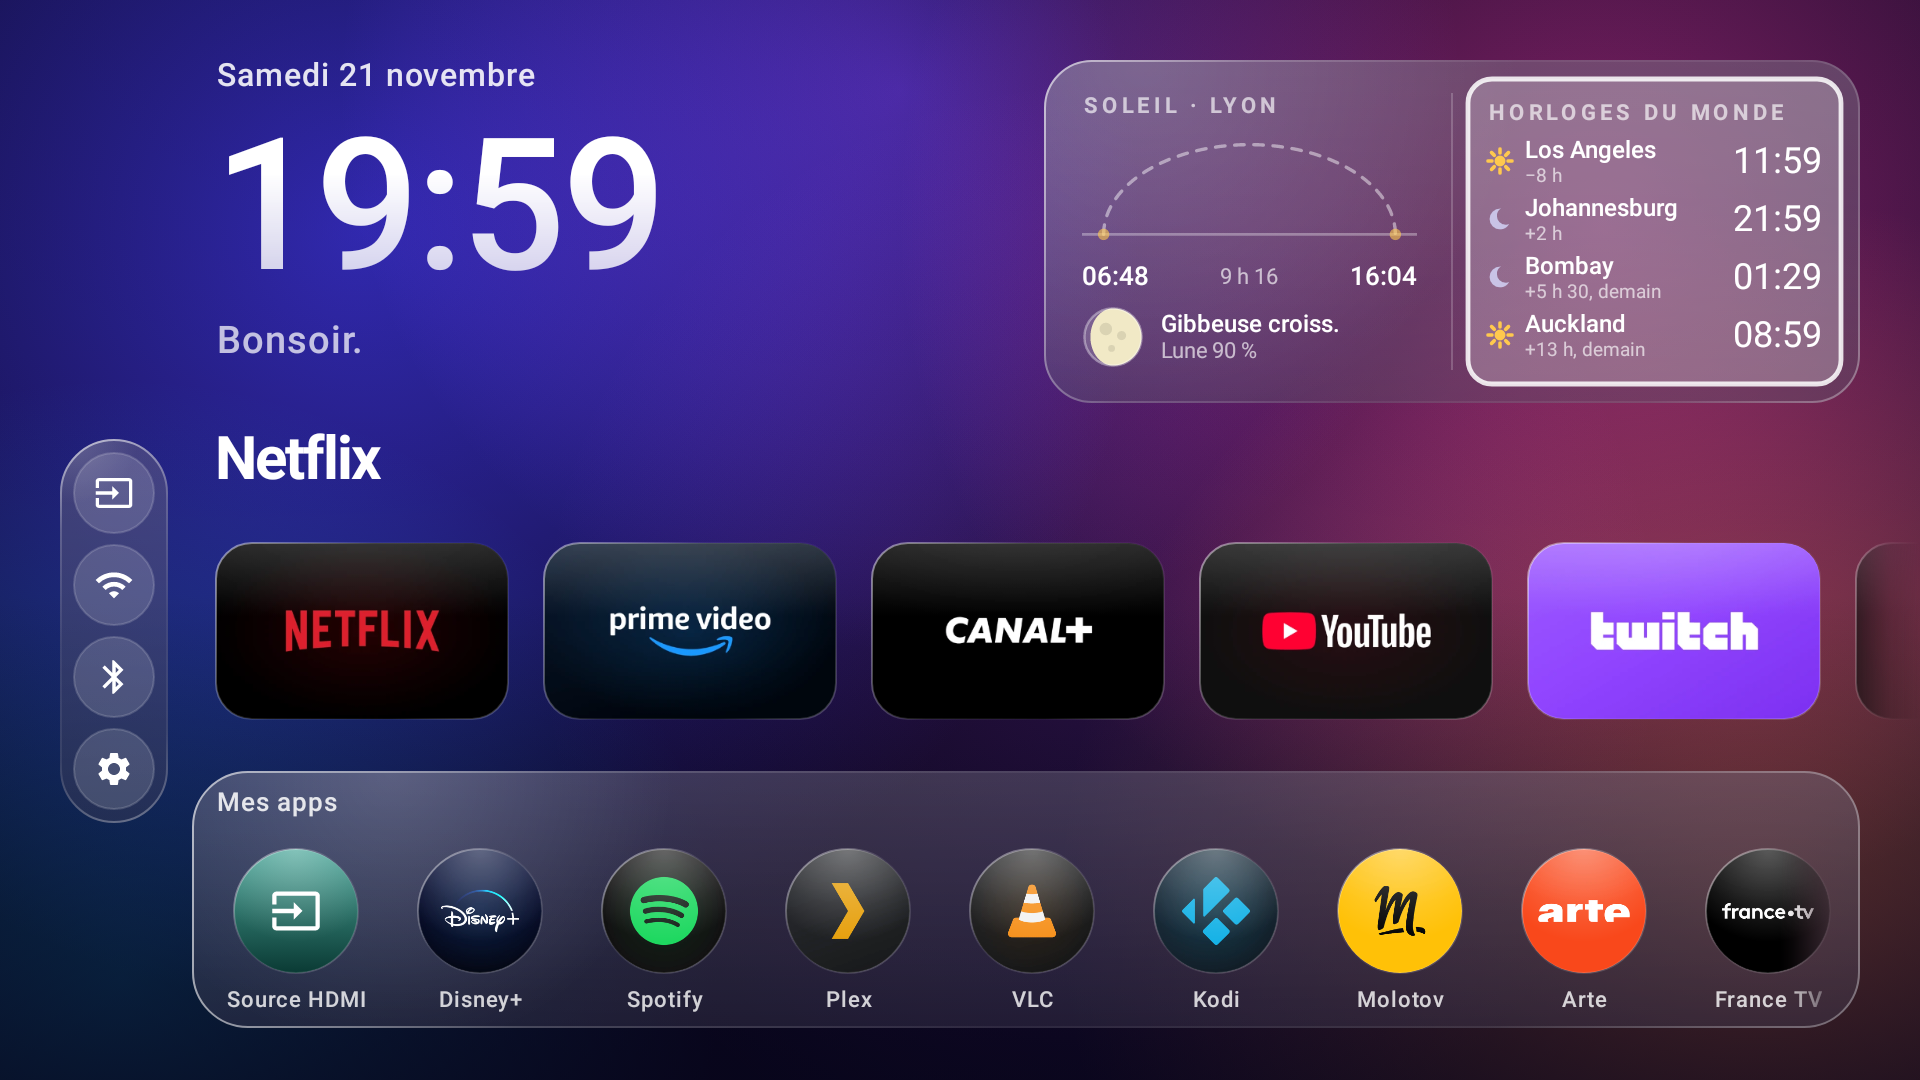 Samedi 21 novembre
19:59
Bonsoir.
SOLEIL · LYON
06:48
9 h 16
16:04
Gibbeuse croiss.
Lune 90 %
HORLOGES DU MONDE
Los Angeles
−8 h
11:59
Johannesburg
+2 h
21:59
Bombay
+5 h 30, demain
01:29
Auckland
+13 h, demain
08:59
Netflix
NETFLIX
prime video
CANAL+
YouTube
twitch
Mes apps
Disney+
M.
arte
france•tv
Source HDMI
Disney+
Spotify
Plex
VLC
Kodi
Molotov
Arte
France TV